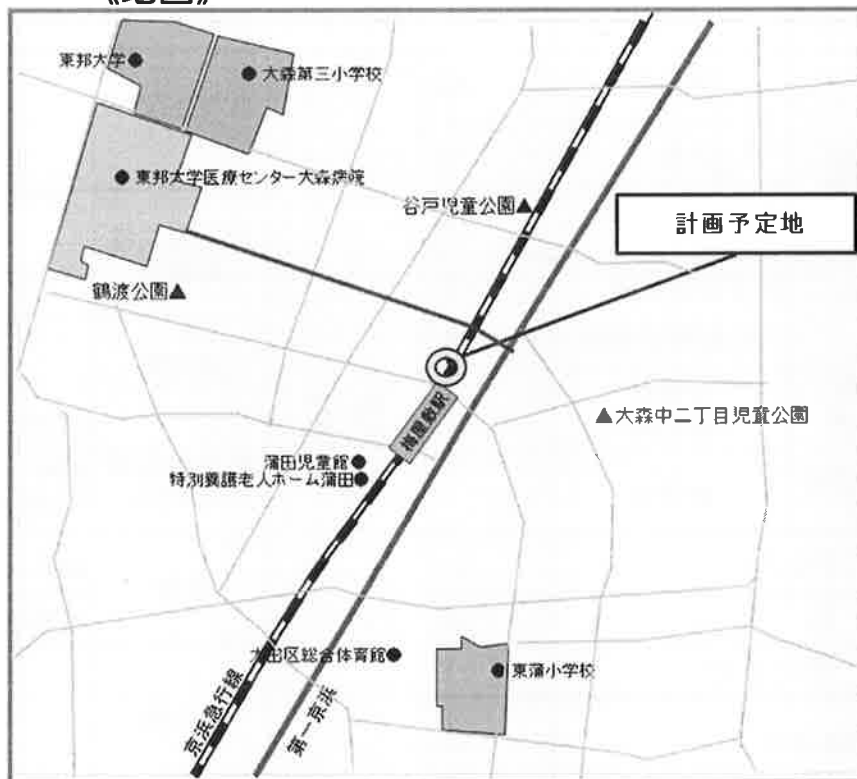 《地図》
東邦大学
大森第三小学校
東邦大学医療センター大森病院
谷戸児童公園
計画予定地
鶴渡公園
梅屋敷駅
大森中二丁目児童公園
蒲田児童館
特別養護老人ホーム蒲田
大田区総合体育館
東蒲小学校
京浜急行線
第一京浜